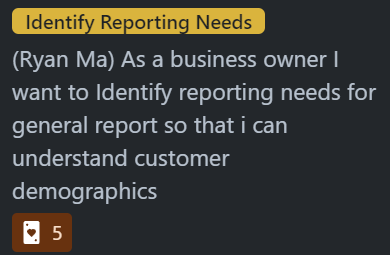 Identify Reporting Needs
(Ryan Ma) As a business owner I
want to Identify reporting needs for
general report so that i can
understand customer
demographics
5